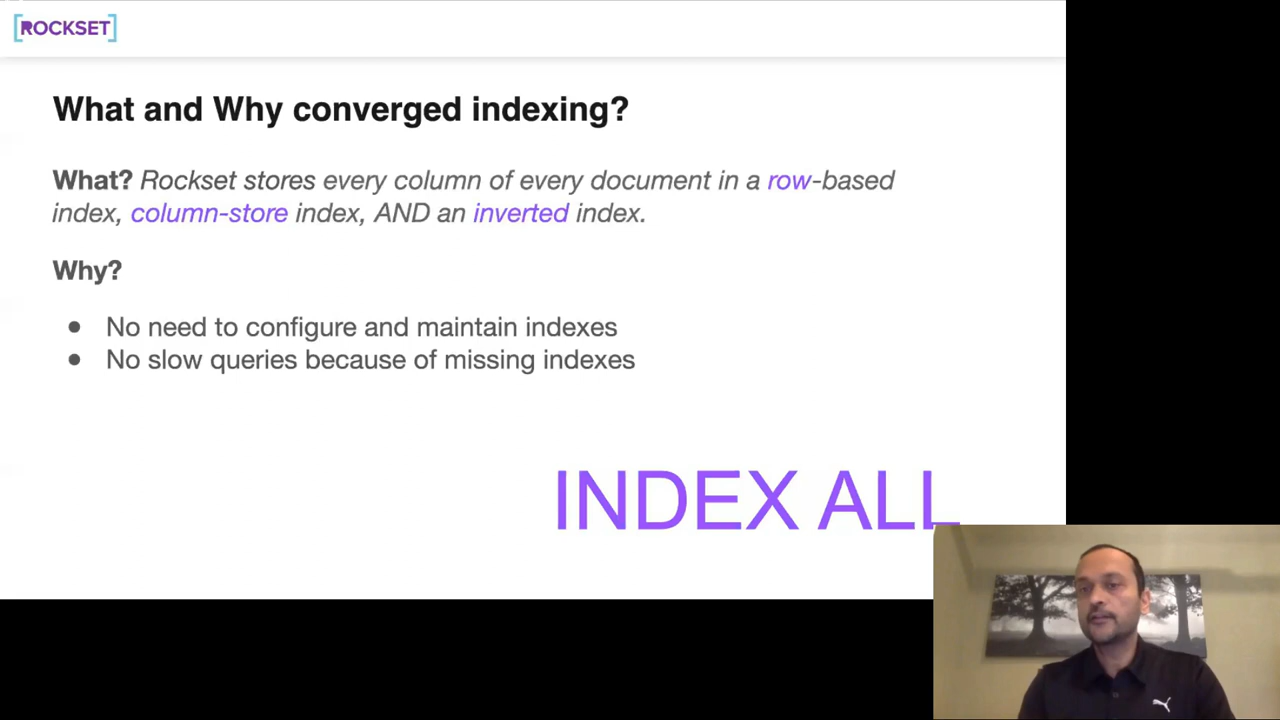 [ROCKSET]
What and Why converged indexing?
What? Rockset stores every column of every document in a row-based
index, column-store index, AND an inverted index.
Why?
● No need to configure and maintain indexes
● No slow queries because of missing indexes
INDEX ALL